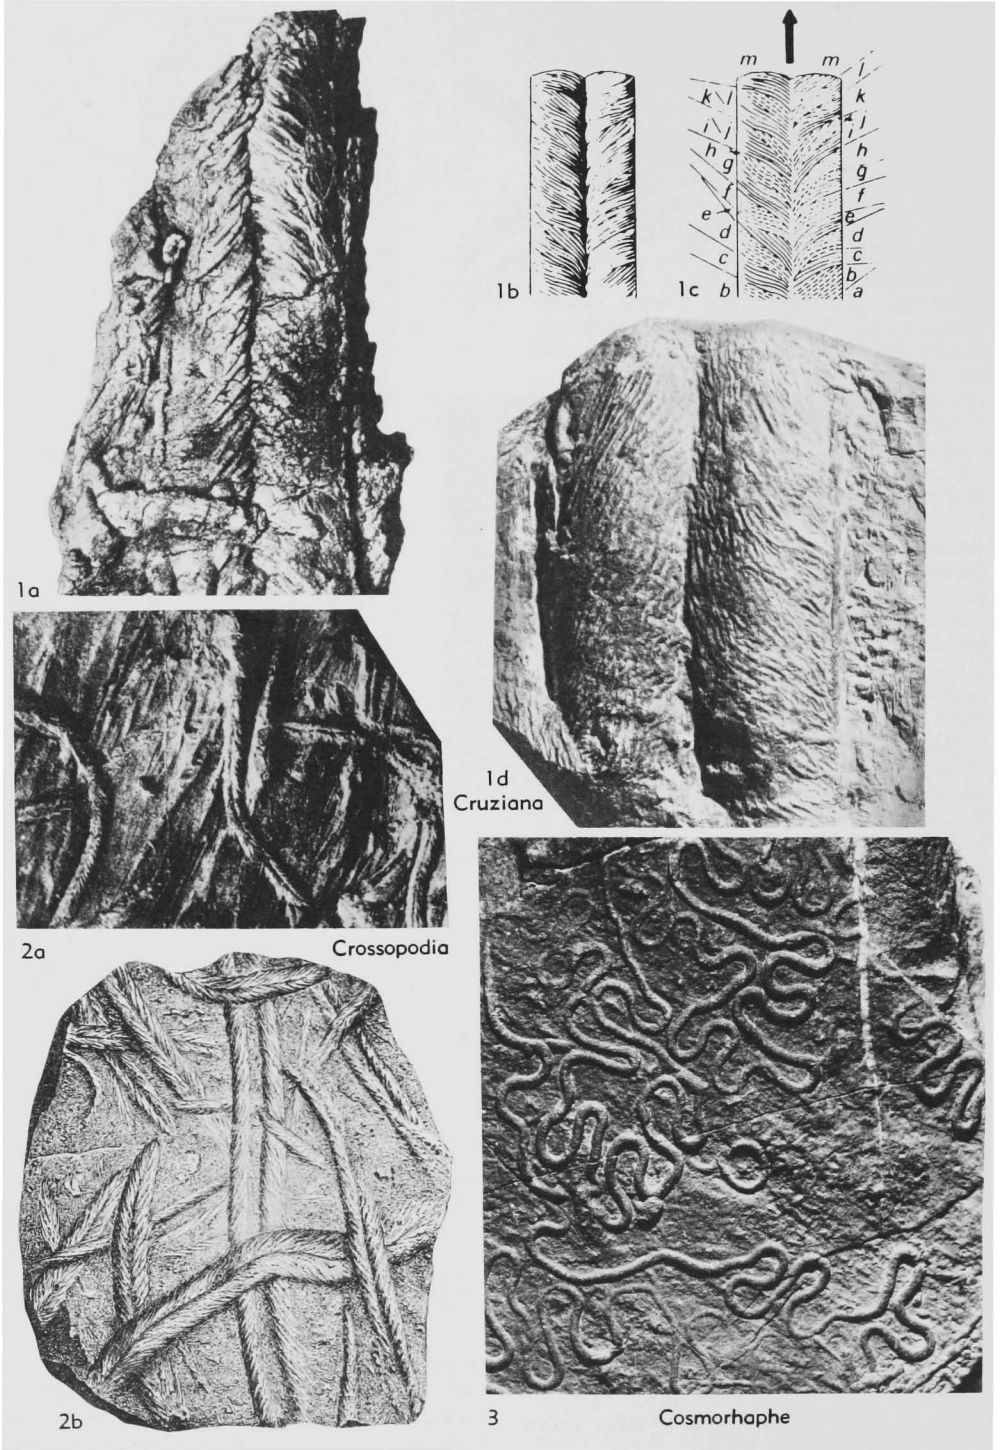 m m
l
k l k
j
i j i
h h
g g
f f
e e
d d
c c
b
1b 1c b a
1a
1d
Cruziana
2a Crossopodia
2b
3 Cosmorhaphe